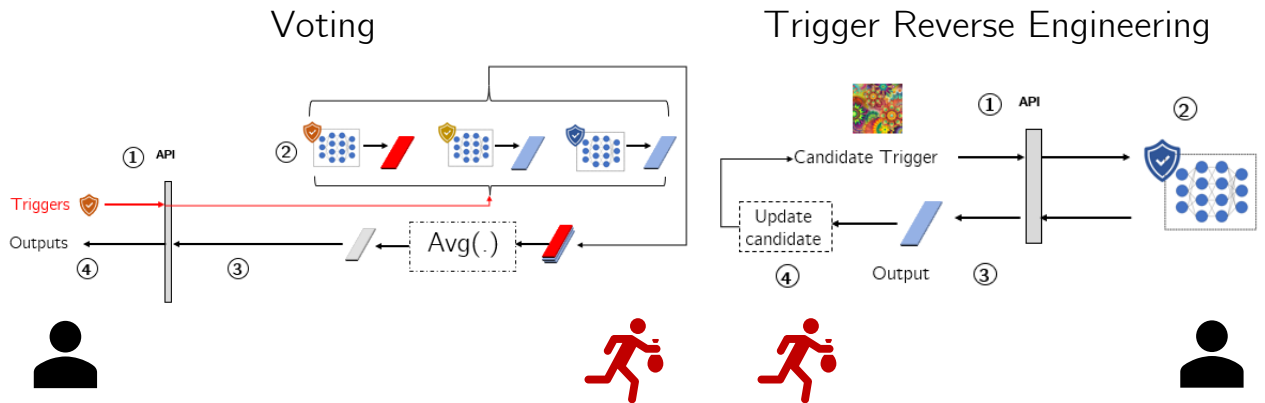 Voting
① API
②
Triggers
Outputs
④
③
Avg(.)
Trigger Reverse Engineering
① API
②
Candidate Trigger
Update
candidate
④
Output
③